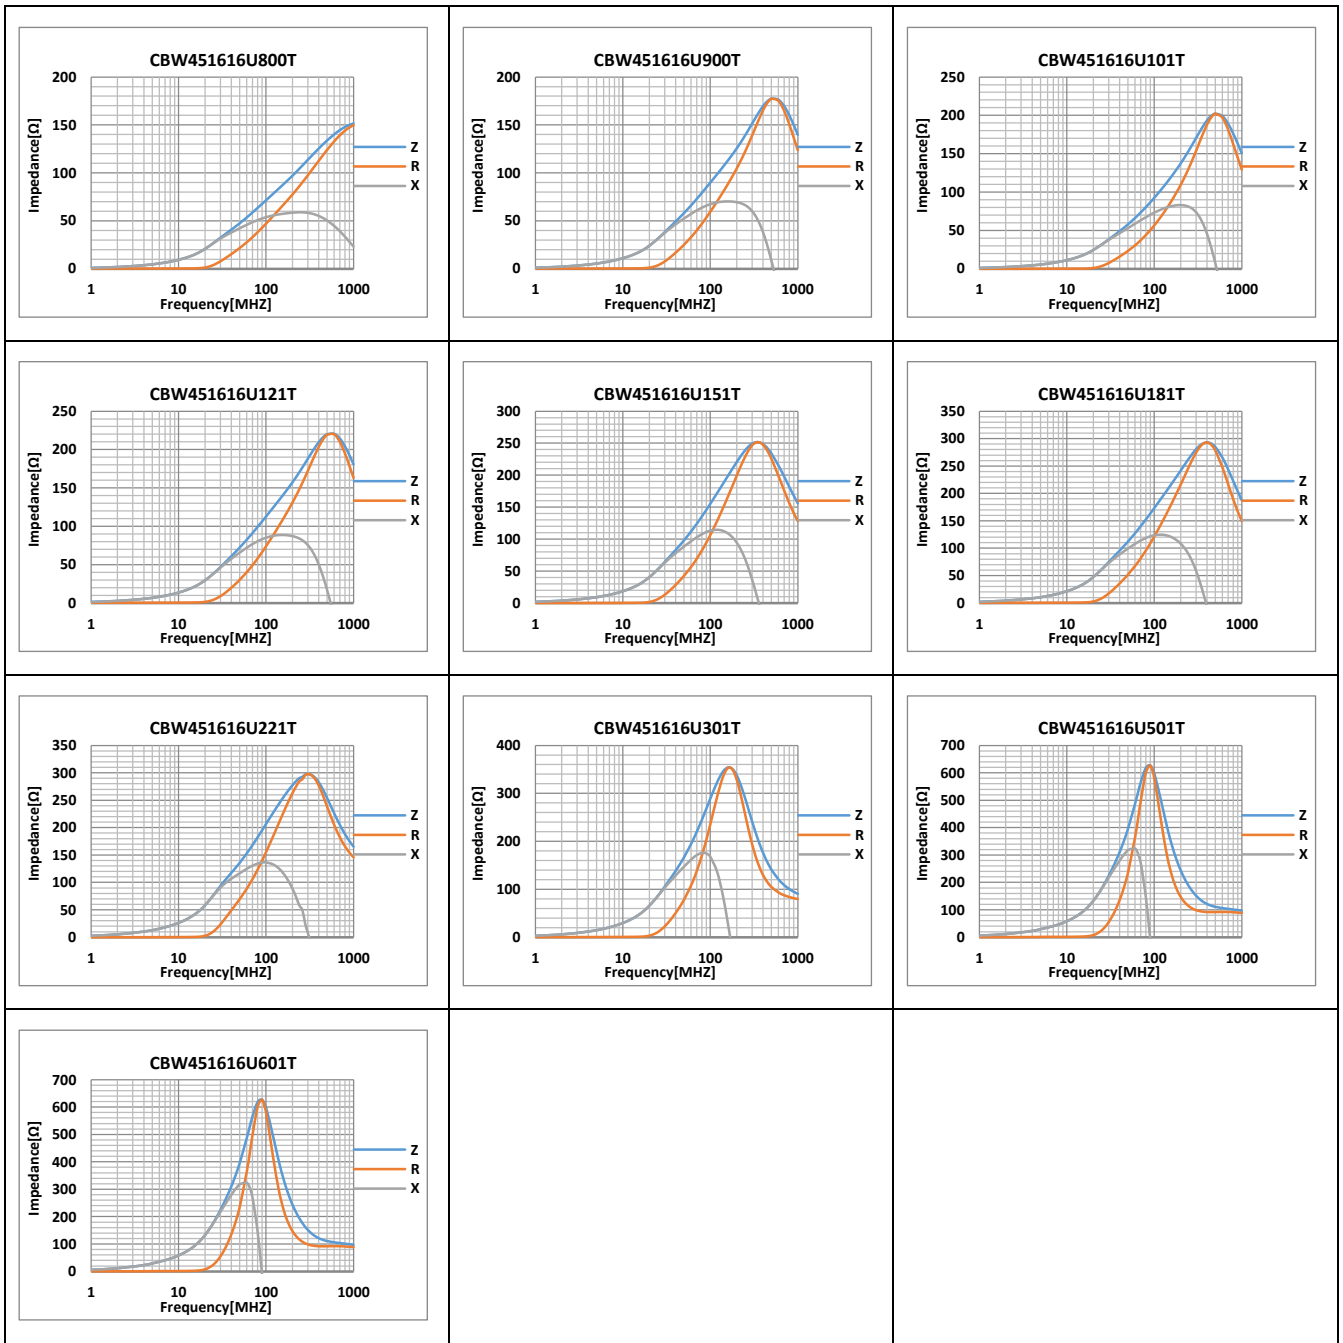 CBW451616U800T
200
150
100
50
0
Impedance[Ω]
1 10 100 1000
Frequency[MHZ]
Z
R
X
CBW451616U900T
200
150
100
50
0
Impedance[Ω]
1 10 100 1000
Frequency[MHZ]
Z
R
X
CBW451616U101T
250
200
150
100
50
0
Impedance[Ω]
1 10 100 1000
Frequency[MHZ]
Z
R
X
CBW451616U121T
250
200
150
100
50
0
Impedance[Ω]
1 10 100 1000
Frequency[MHZ]
Z
R
X
CBW451616U151T
300
250
200
150
100
50
0
Impedance[Ω]
1 10 100 1000
Frequency[MHZ]
Z
R
X
CBW451616U181T
350
300
250
200
150
100
50
0
Impedance[Ω]
1 10 100 1000
Frequency[MHZ]
Z
R
X
CBW451616U221T
350
300
250
200
150
100
50
0
Impedance[Ω]
1 10 100 1000
Frequency[MHZ]
Z
R
X
CBW451616U301T
400
300
200
100
0
Impedance[Ω]
1 10 100 1000
Frequency[MHZ]
Z
R
X
CBW451616U501T
700
600
500
400
300
200
100
0
Impedance[Ω]
1 10 100 1000
Frequency[MHZ]
Z
R
X
CBW451616U601T
700
600
500
400
300
200
100
0
Impedance[Ω]
1 10 100 1000
Frequency[MHZ]
Z
R
X